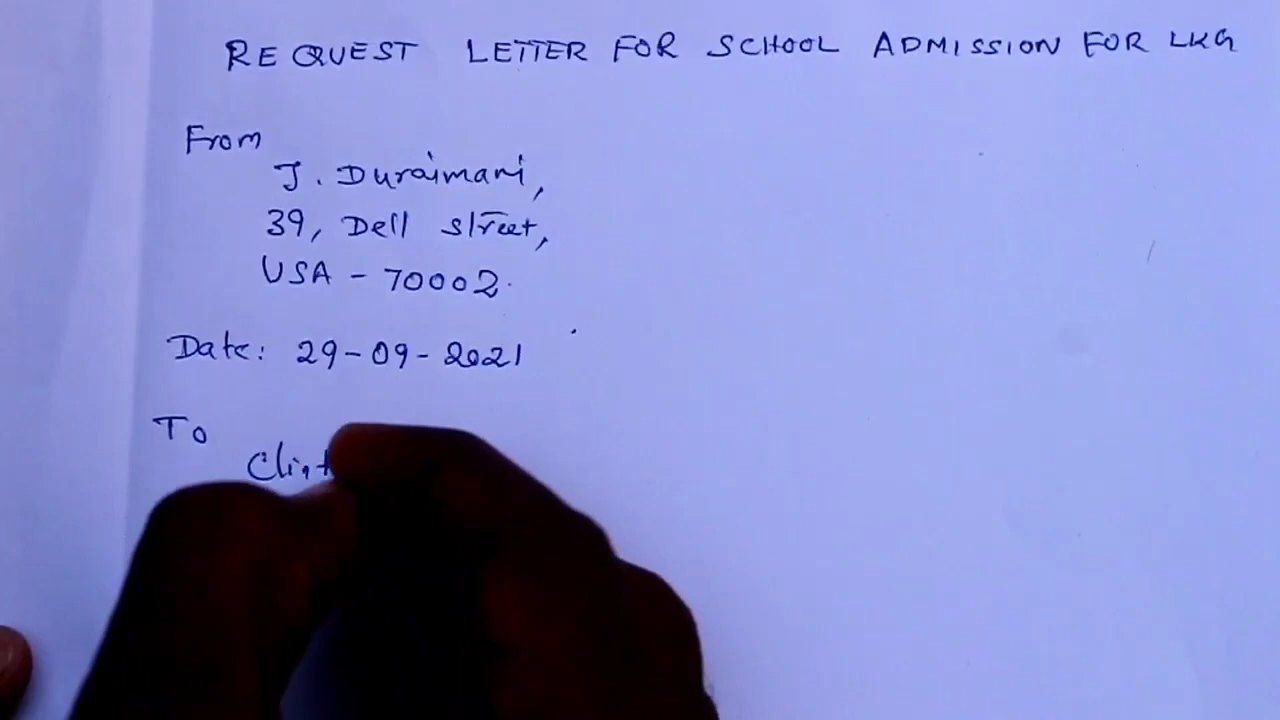 REQUEST LETTER FOR SCHOOL ADMISSION FOR LKG
From
J. Duraimani,
39, Dell street,
USA - 70002.
Date: 29-09-2021
To
Clint